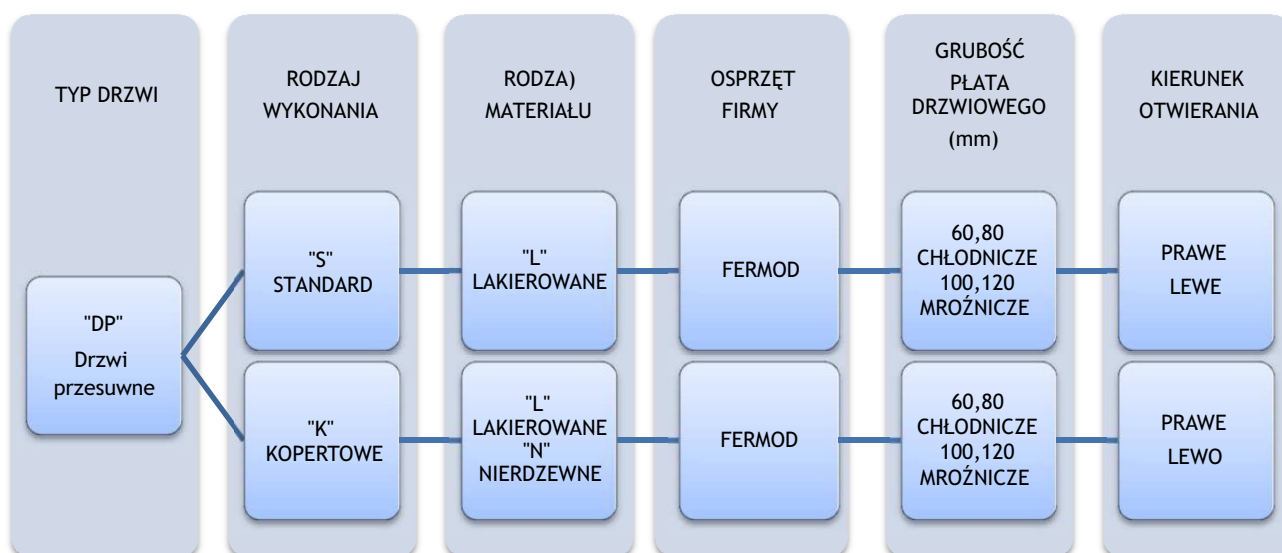 TYP DRZWI
RODZAJ
WYKONANIA
RODZA)
MATERIAŁU
OSPRZĘT
FIRMY
GRUBOŚĆ
PŁATA
DRZWIOWEGO
(mm)
KIERUNEK
OTWIERANIA
"DP"
Drzwi
przesuwne
"S"
STANDARD
"L"
LAKIEROWANE
FERMOD
60,80
CHŁODNICZE
100,120
MROŹNICZE
PRAWE
LEWE
"K"
KOPERTOWE
"L"
LAKIEROWANE
"N"
NIERDZEWNE
FERMOD
60,80
CHŁODNICZE
100,120
MROŹNICZE
PRAWE
LEWO